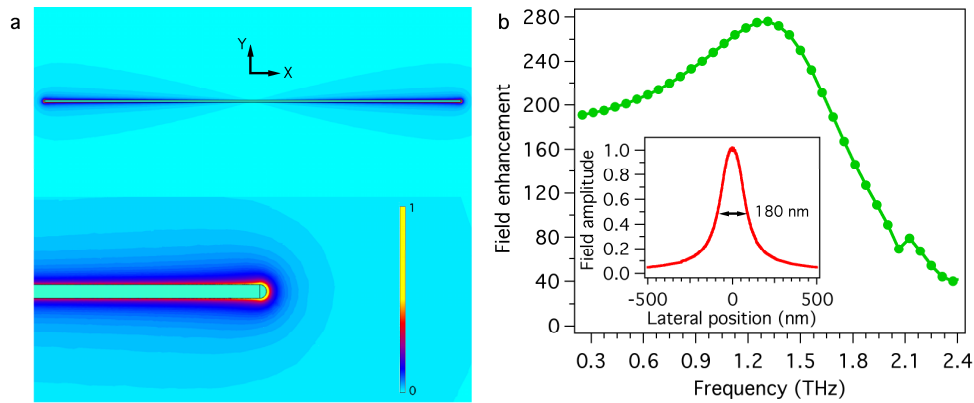 a
Y
X
1
0
b
Field enhancement
280
240
200
160
120
80
40
0
0.3 0.6 0.9 1.2 1.5 1.8 2.1 2.4
Frequency (THz)
Field amplitude
1.0
0.8
0.6
0.4
0.2
0.0
180 nm
-500 0 500
Lateral position (nm)